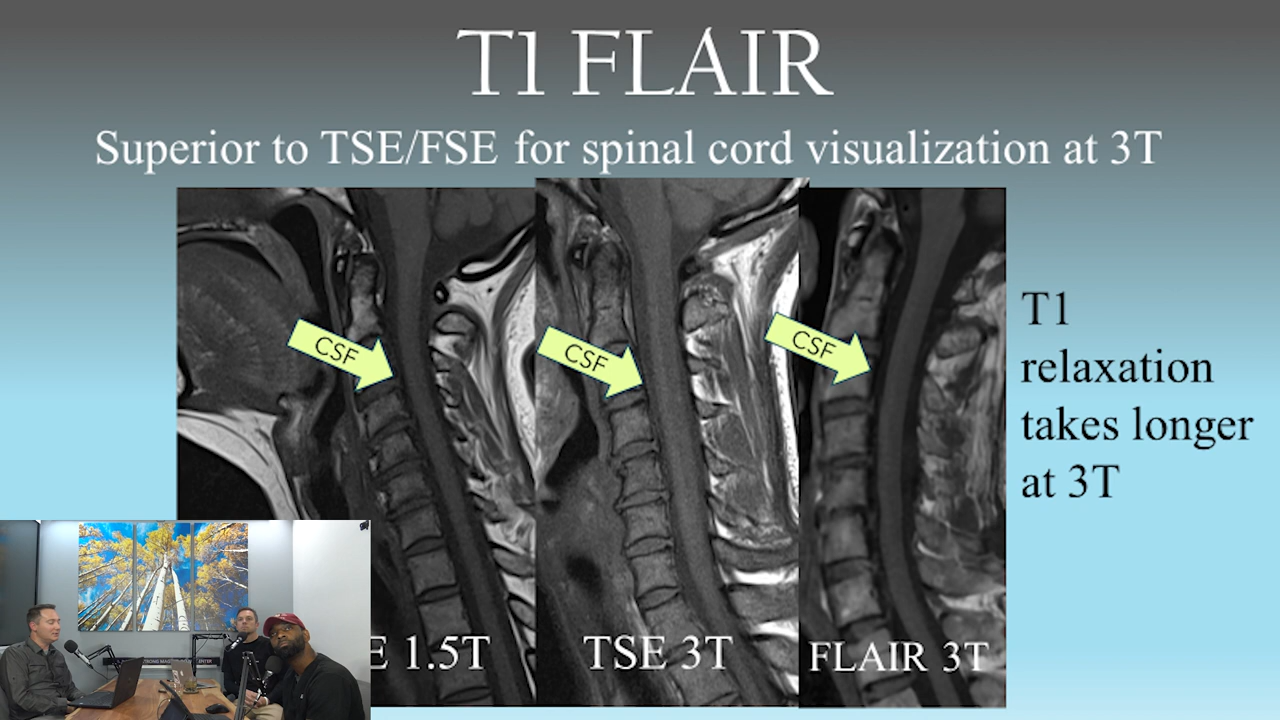 T1 FLAIR
Superior to TSE/FSE for spinal cord visualization at 3T
CSF
CSF
CSF
T1
relaxation
takes longer
at 3T
E 1.5T
TSE 3T
FLAIR 3T